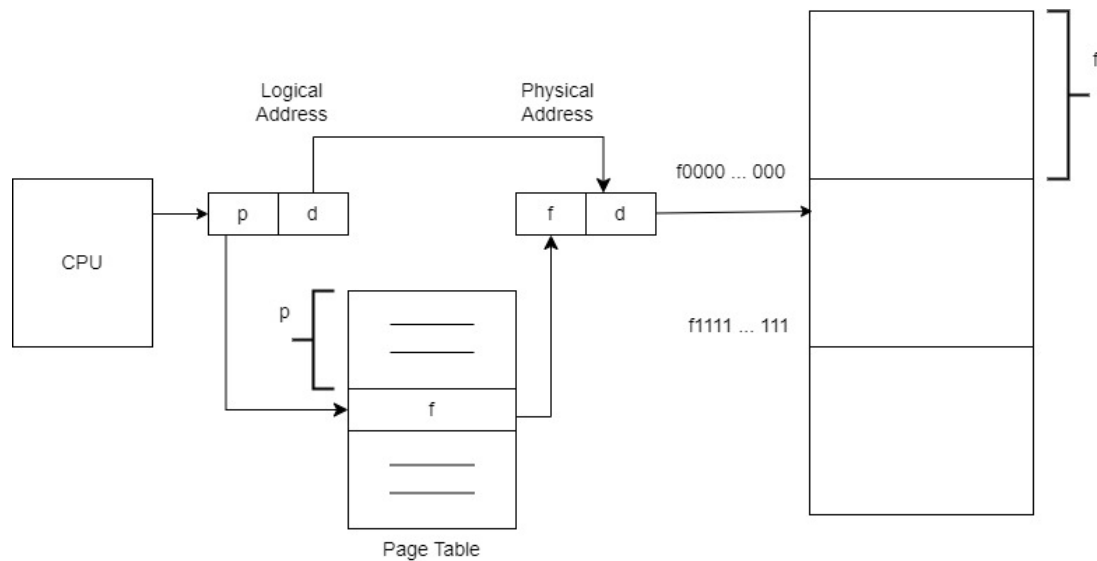 Logical
Address
Physical
Address
f
f0000 ... 000
CPU
p
d
f
d
p
f1111 ... 111
f
Page Table